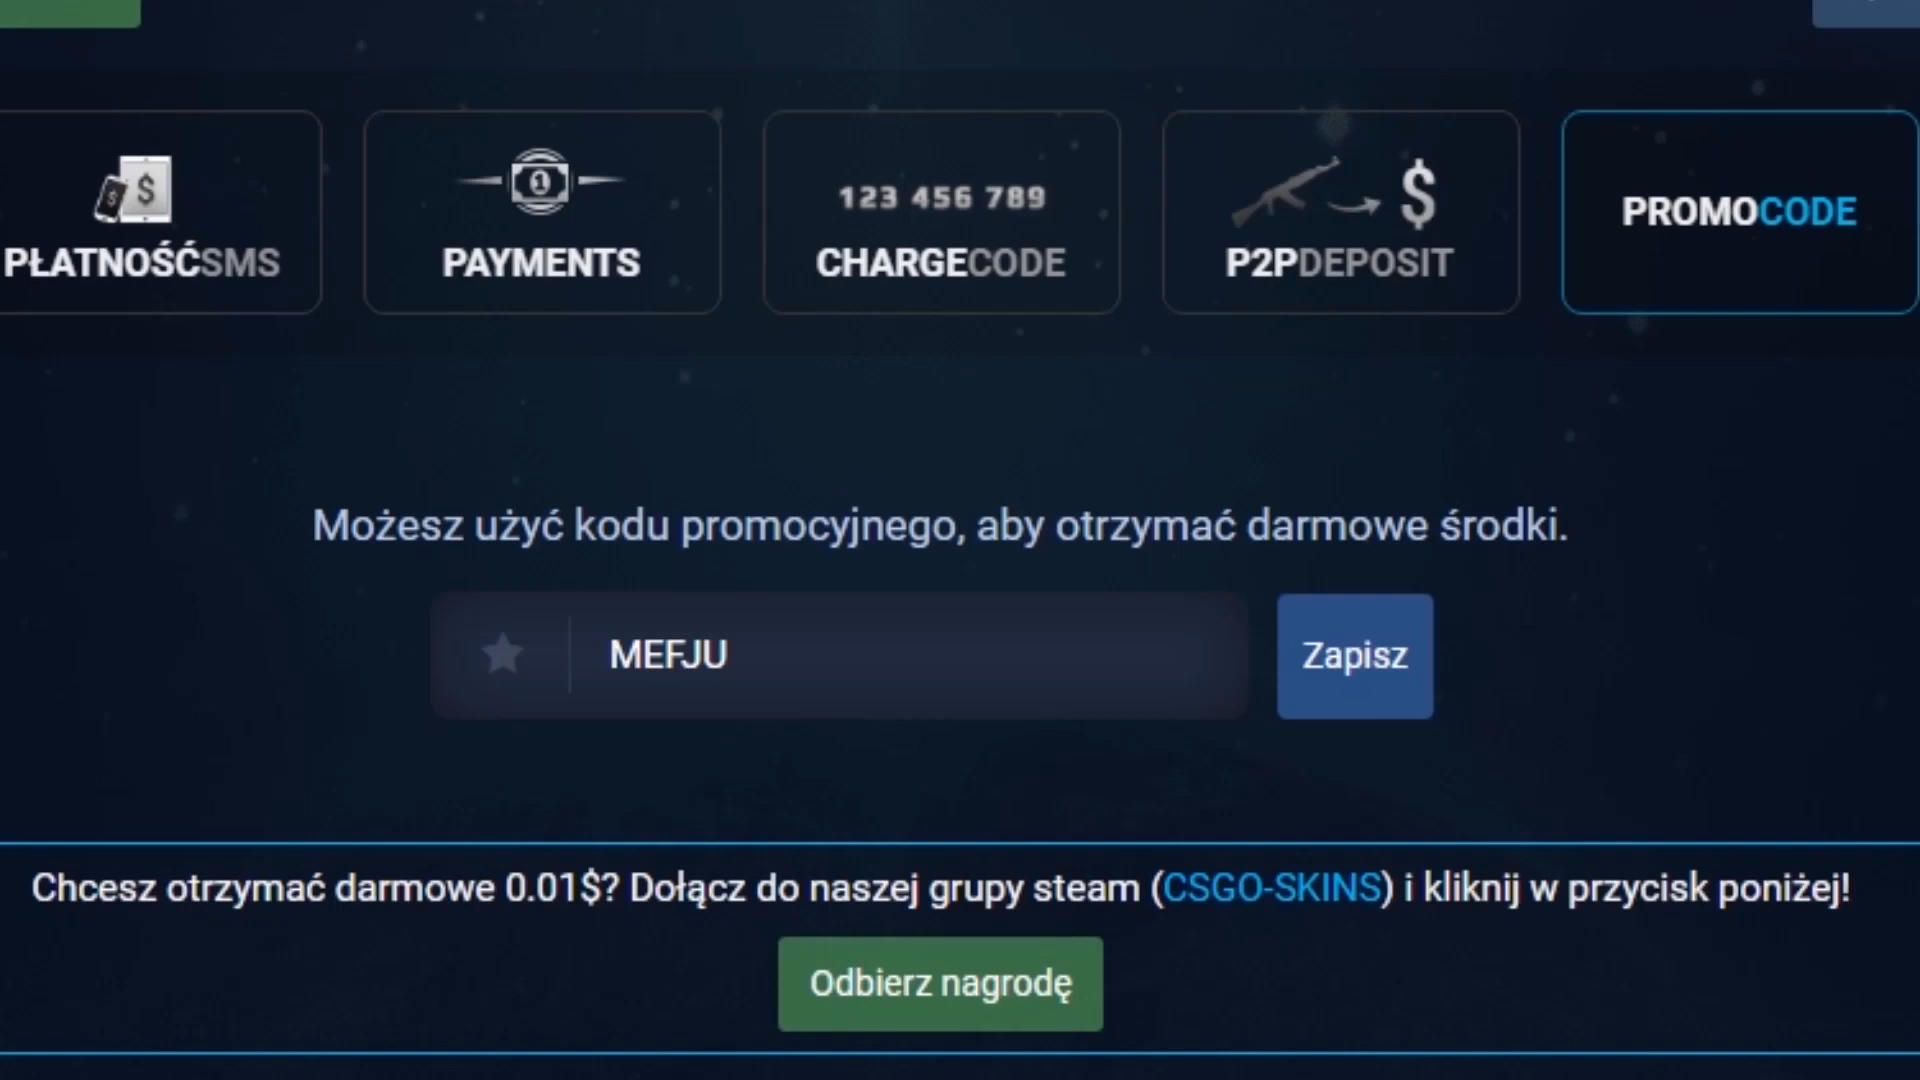 123 456 789
PŁATNOŚĆSMS
PAYMENTS
CHARGECODE
P2PDEPOSIT
PROMOCODE
Możesz użyć kodu promocyjnego, aby otrzymać darmowe środki.
MEFJU
Zapisz
Chcesz otrzymać darmowe 0.01$? Dołącz do naszej grupy steam (CSGO-SKINS) i kliknij w przycisk poniżej!
Odbierz nagrodę